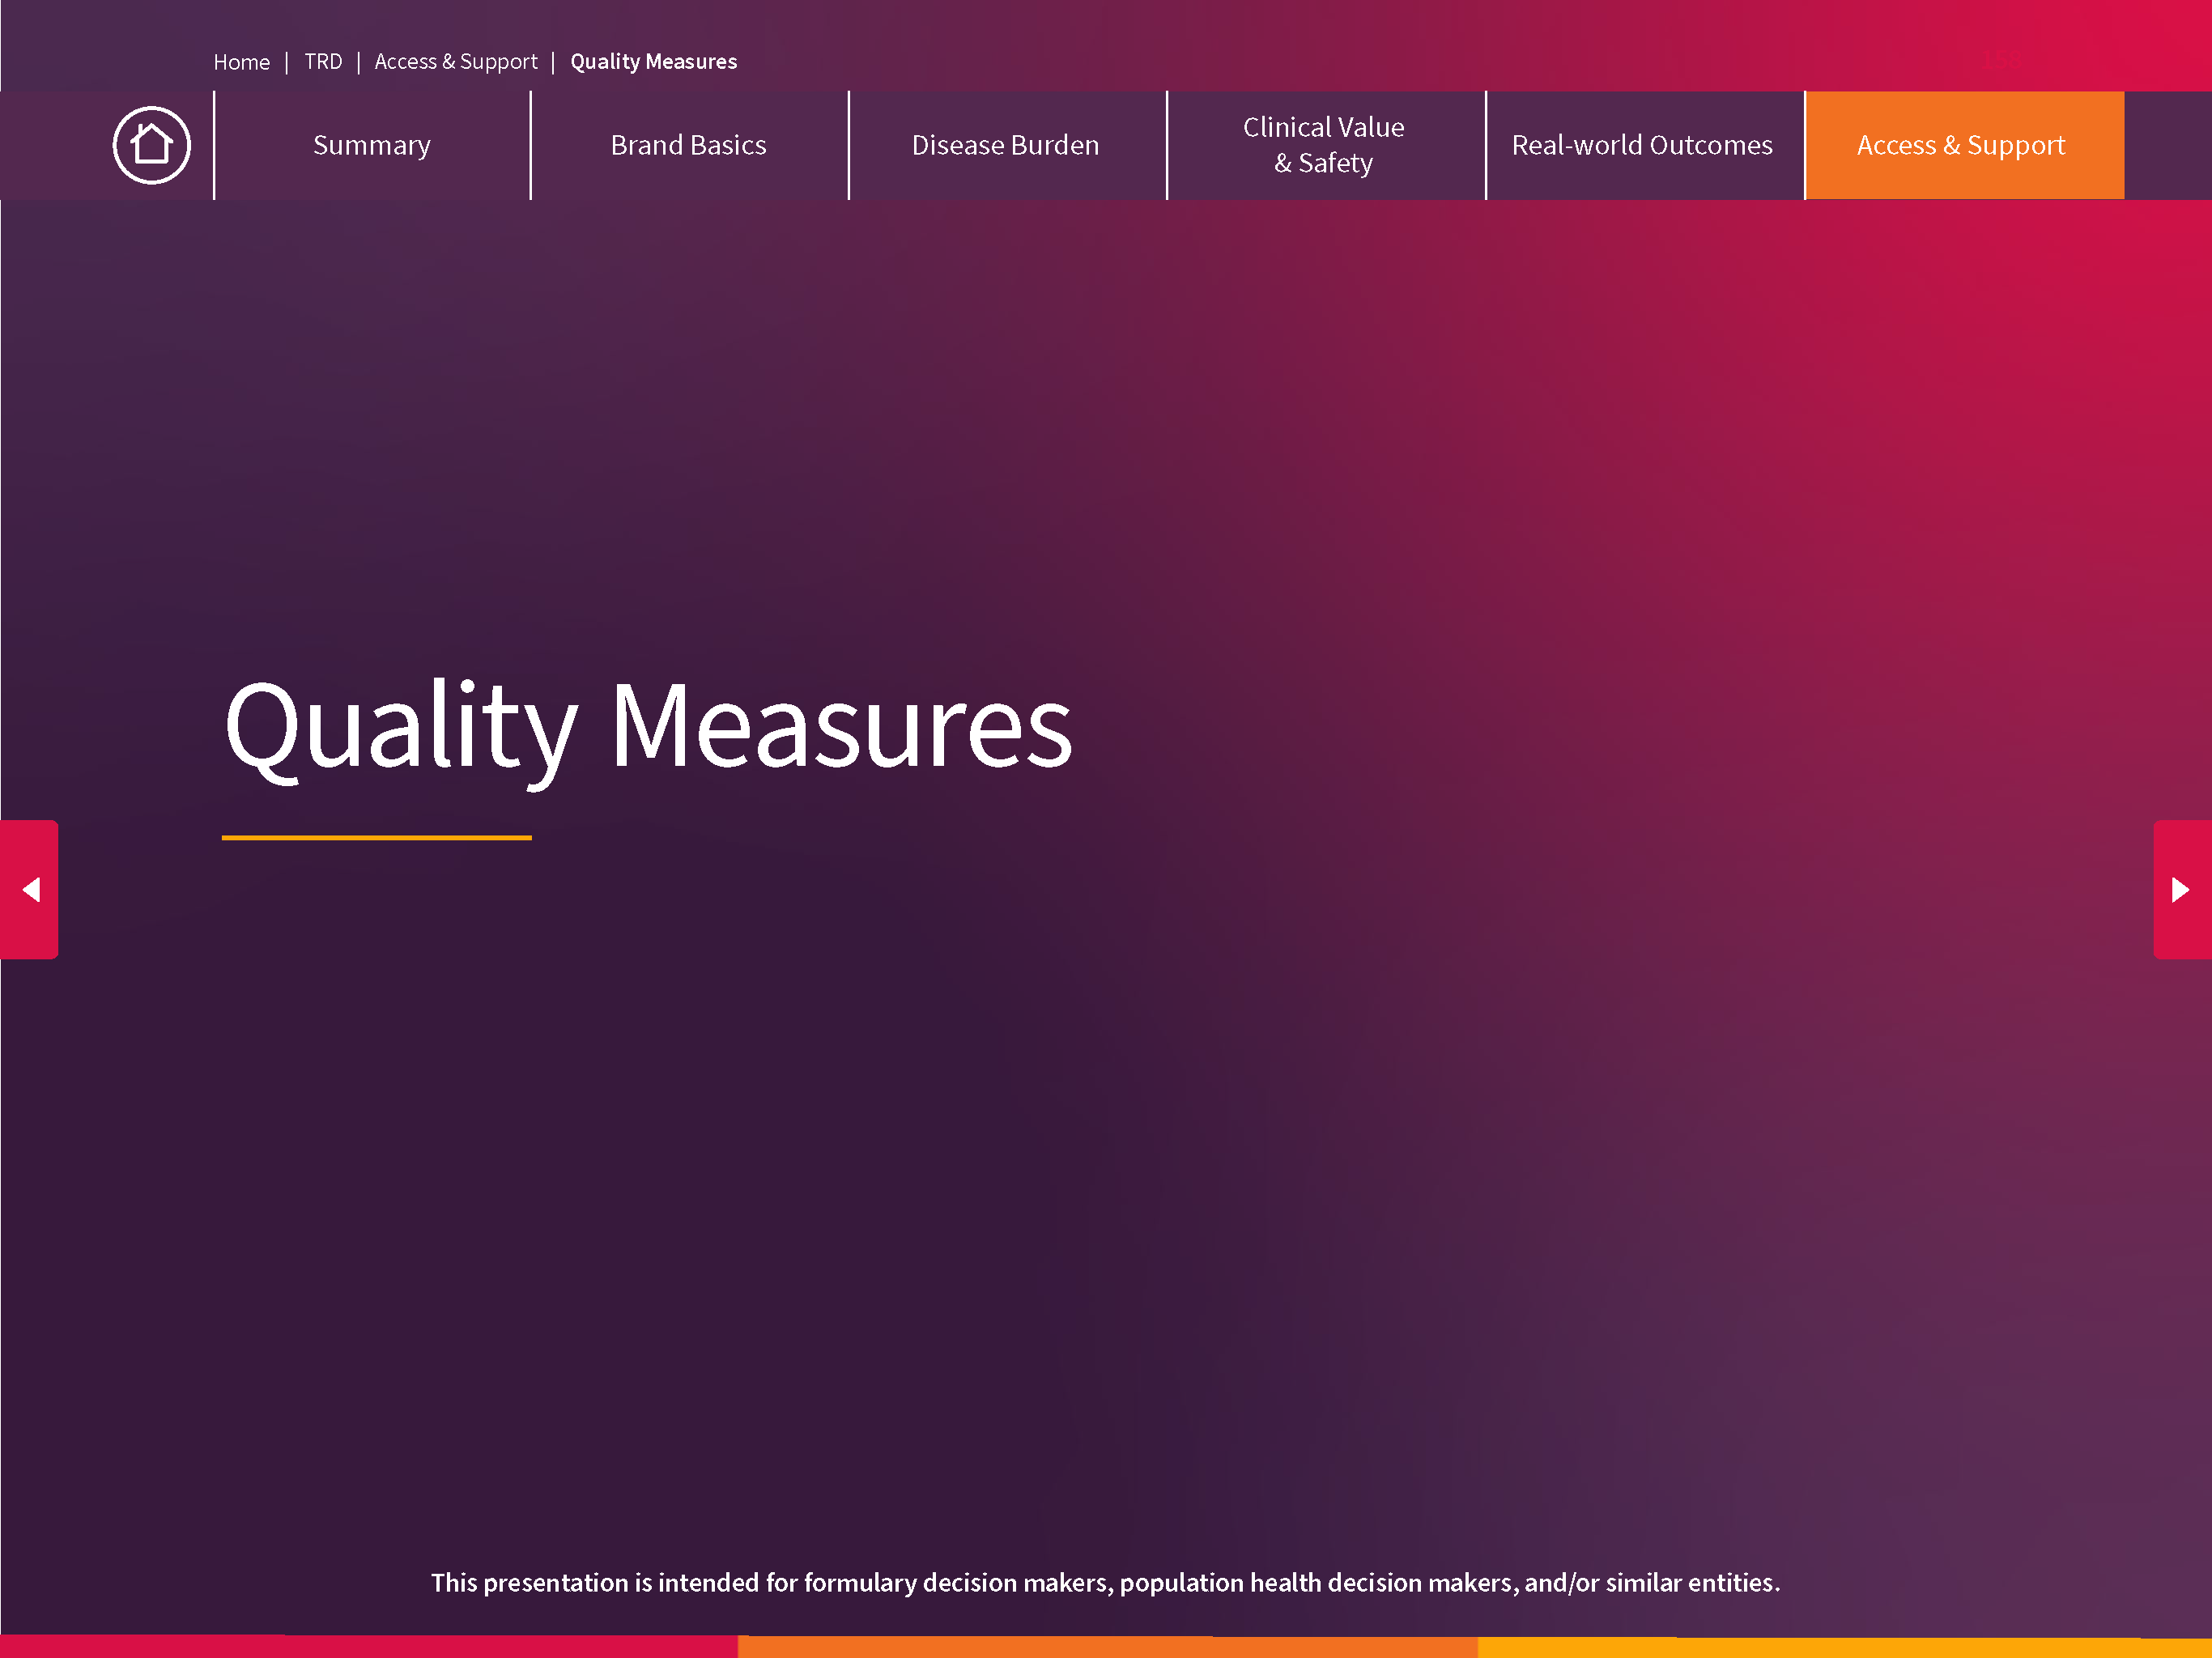 Home | TRD | Access & Support | Quality Measures
158
Summary
Brand Basics
Disease Burden
Clinical Value
& Safety
Real-world Outcomes
Access & Support
Quality Measures
This presentation is intended for formulary decision makers, population health decision makers, and/or similar entities.